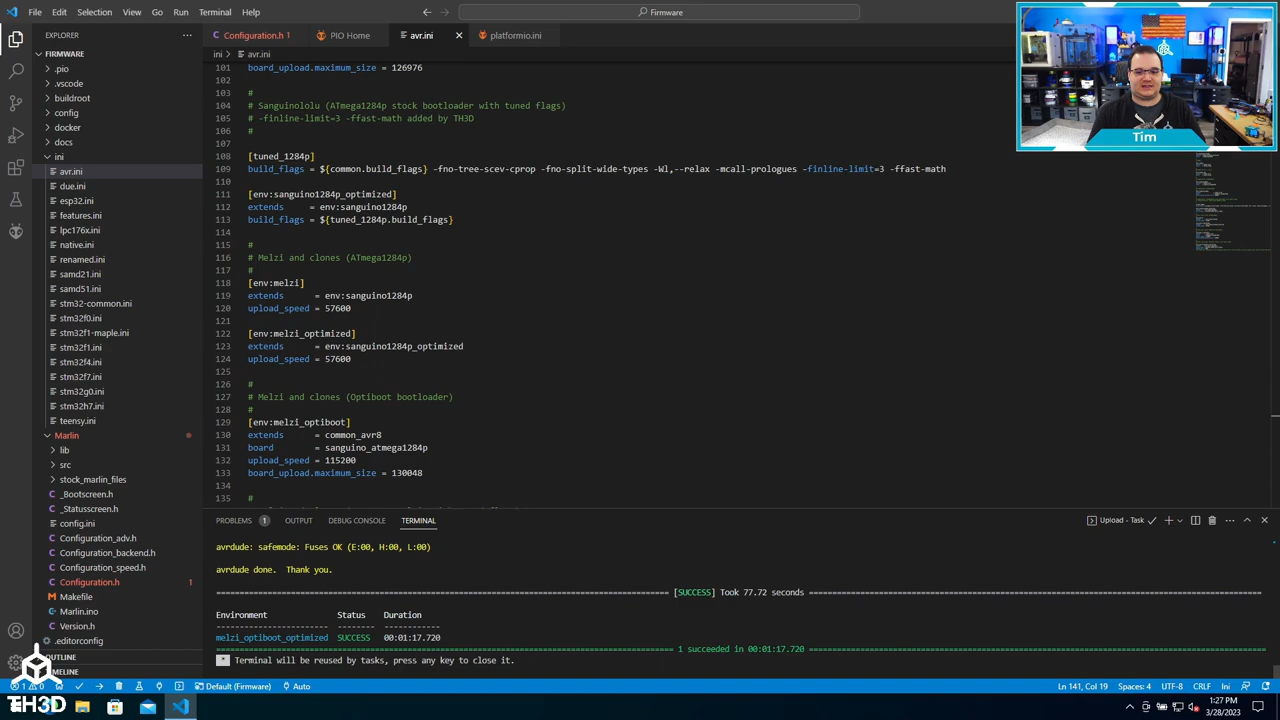 File Edit Selection View Go Run Terminal Help
Firmware
EXPLORER
Configuration.h 1
PIO Home
avr.ini
platformio.ini
ini > avr.ini
FIRMWARE
.pio
.vscode
buildroot
config
docker
docs
ini
avr.ini
due.ini
esp32.ini
features.ini
native.ini
renamed.ini
samd21.ini
samd51.ini
stm32-common.ini
stm32f0.ini
stm32f1-maple.ini
stm32f1.ini
stm32f4.ini
stm32f7.ini
stm32g0.ini
stm32h7.ini
teensy.ini
Marlin
lib
src
stock_marlin_files
_Bootscreen.h
_Statusscreen.h
config.ini
Configuration_adv.h
Configuration_backend.h
Configuration_speed.h
Configuration.h 1
Makefile
Marlin.ino
Version.h
.editorconfig
OUTLINE
101 board_upload.maximum_size = 126976
102
103 #
104 # Sanguinololu (ATmega1284p stock bootloader with tuned flags)
105 # -finline-limit=3 -ffast-math added by TH3D
106 #
107
108 [tuned_1284p]
109 build_flags = ${common.build_flags} -fno-tree-scev-cprop -fno-split-wide-types -Wl,--relax -mcall-prologues -finline-limit=3 -ffast-math
110
111 [env:sanguino1284p_optimized]
112 extends = env:sanguino1284p
113 build_flags = ${tuned_1284p.build_flags}
114
115 #
116 # Melzi and clones (ATmega1284p)
117 #
118 [env:melzi]
119 extends = env:sanguino1284p
120 upload_speed = 57600
121
122 [env:melzi_optimized]
123 extends = env:sanguino1284p_optimized
124 upload_speed = 57600
125
126 #
127 # Melzi and clones (Optiboot bootloader)
128 #
129 [env:melzi_optiboot]
130 extends = common_avr8
131 board = sanguino_atmega1284p
132 upload_speed = 115200
133 board_upload.maximum_size = 130048
134
135 #
Tim
PROBLEMS 1 OUTPUT DEBUG CONSOLE TERMINAL
Upload - Task
avrdude: safemode: Fuses OK (E:00, H:00, L:00)
avrdude done. Thank you.
[SUCCESS] Took 77.72 seconds
Environment Status Duration
melzi_optiboot_optimized SUCCESS 00:01:17.720
1 succeeded in 00:01:17.720
* Terminal will be reused by tasks, press any key to close it.
TH3D
Default (Firmware)
Auto
Ln 141, Col 19 Spaces: 4 UTF-8 CRLF Ini
1:27 PM
3/28/2023